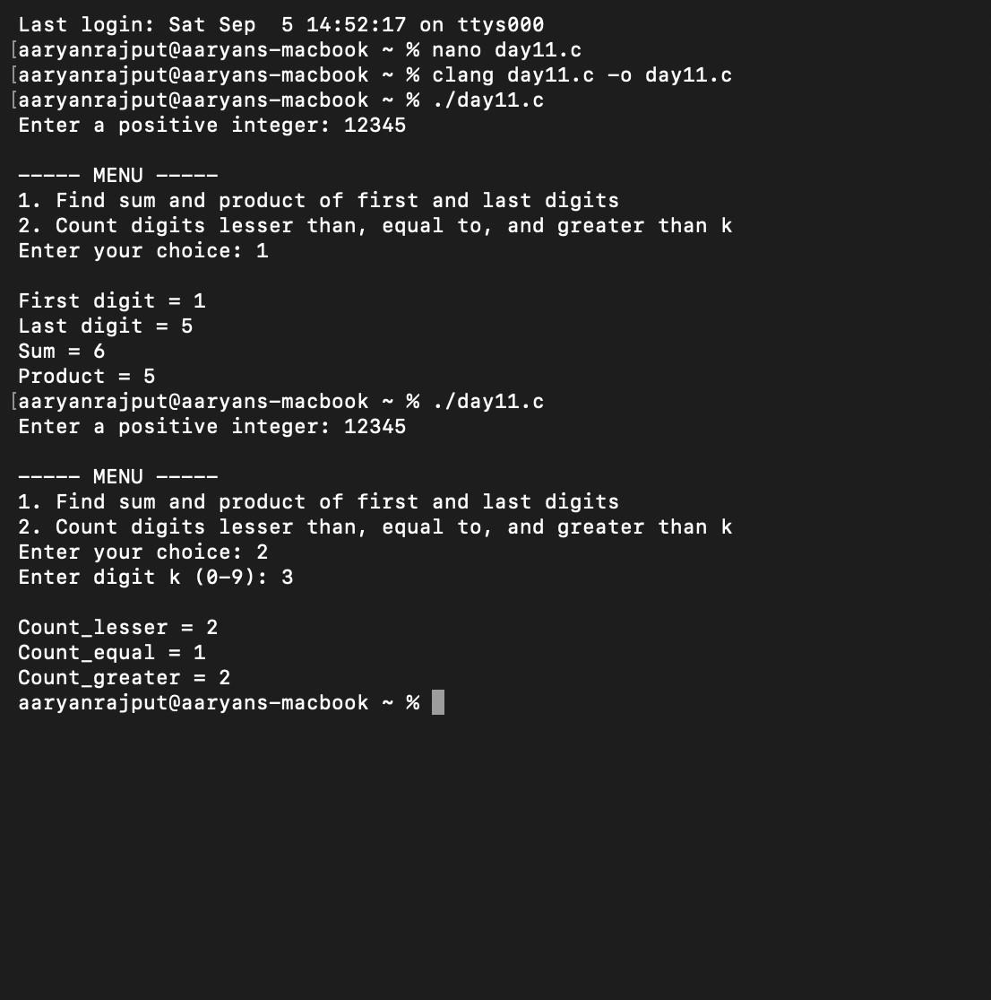 Last login: Sat Sep  5 14:52:17 on ttys000
[aaryanrajput@aaryans-macbook ~ % nano day11.c
[aaryanrajput@aaryans-macbook ~ % clang day11.c -o day11.c
[aaryanrajput@aaryans-macbook ~ % ./day11.c
Enter a positive integer: 12345
----- MENU -----
1. Find sum and product of first and last digits
2. Count digits lesser than, equal to, and greater than k
Enter your choice: 1
First digit = 1
Last digit = 5
Sum = 6
Product = 5
[aaryanrajput@aaryans-macbook ~ % ./day11.c
Enter a positive integer: 12345
----- MENU -----
1. Find sum and product of first and last digits
2. Count digits lesser than, equal to, and greater than k
Enter your choice: 2
Enter digit k (0-9): 3
Count_lesser = 2
Count_equal = 1
Count_greater = 2
aaryanrajput@aaryans-macbook ~ %